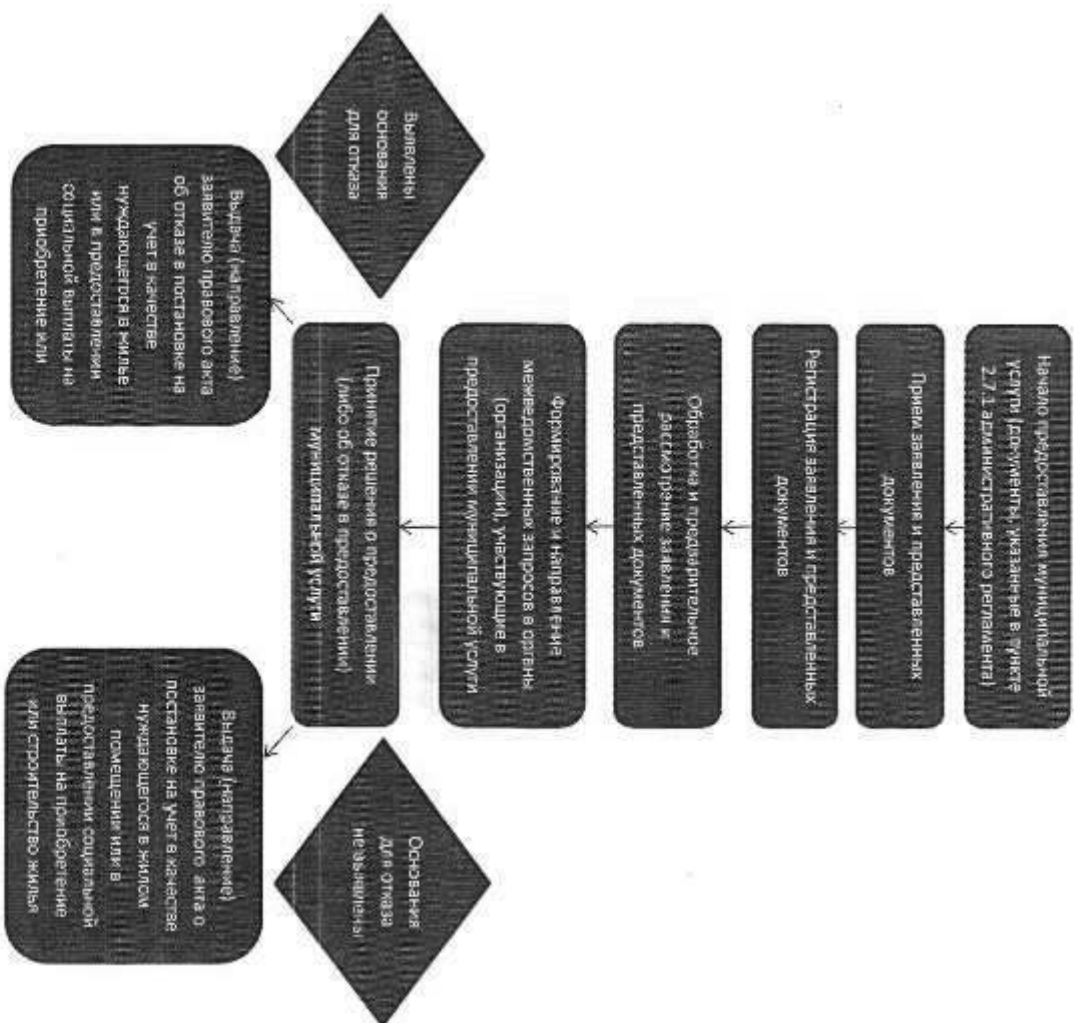 Начало предоставления муниципальной
услуги (документы, указанные в пункте
2.7.1 административного регламента)
Прием заявления и представленных
документов
Регистрация заявления и представленных
документов
Обработка и предварительное
рассмотрение заявления и
представленных документов
Формирование и направление
межведомственных запросов в органы
(организации), участвующие в
предоставлении муниципальной услуги
Принятие решения о предоставлении
(либо об отказе в предоставлении)
муниципальной услуги
Выявлены
основания
для отказа
Основания
для отказа
не выявлены
Выдача (направление)
заявителю правового акта
об отказе в постановке на
учет в качестве
нуждающегося в жилье
или в предоставлении
социальной выплаты на
приобретение или
Выдача (направление)
заявителю правового акта о
постановке на учет в качестве
нуждающегося в жилом
помещении или в
предоставлении социальной
выплаты на приобретение
или строительство жилья